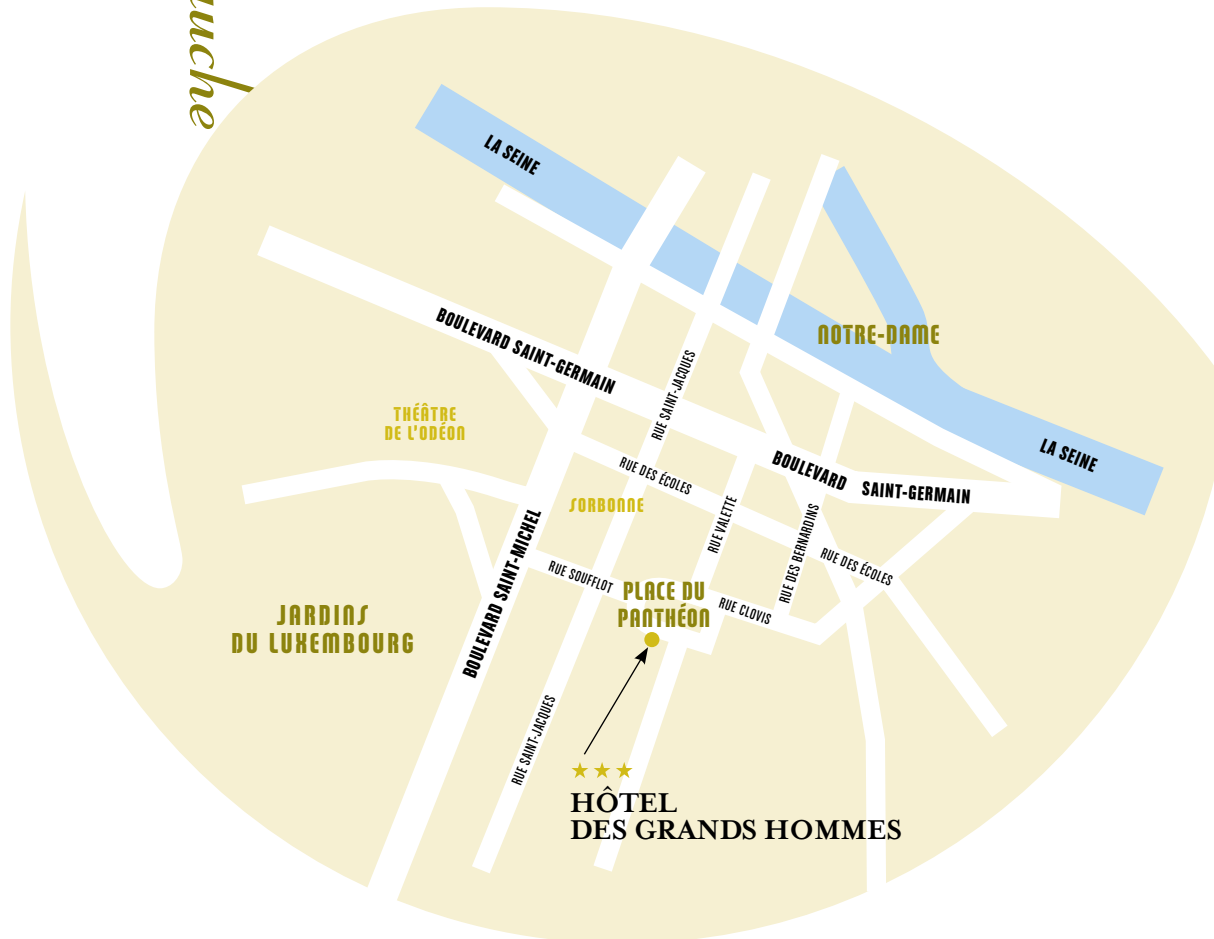 LA SEINE
NOTRE-DAME
BOULEVARD SAINT-GERMAIN
RUE SAINT-JACQUES
THÉÂTRE
DE L'ODÉON
LA SEINE
BOULEVARD SAINT-GERMAIN
RUE DES ÉCOLES
SORBONNE
RUE VALETTE
RUE DES BERNARDINS
RUE DES ÉCOLES
BOULEVARD SAINT-MICHEL
RUE SOUFFLOT
PLACE DU
PANTHÉON
RUE CLOVIS
JARDINS
DU LUXEMBOURG
RUE SAINT-JACQUES
HÔTEL
DES GRANDS HOMMES